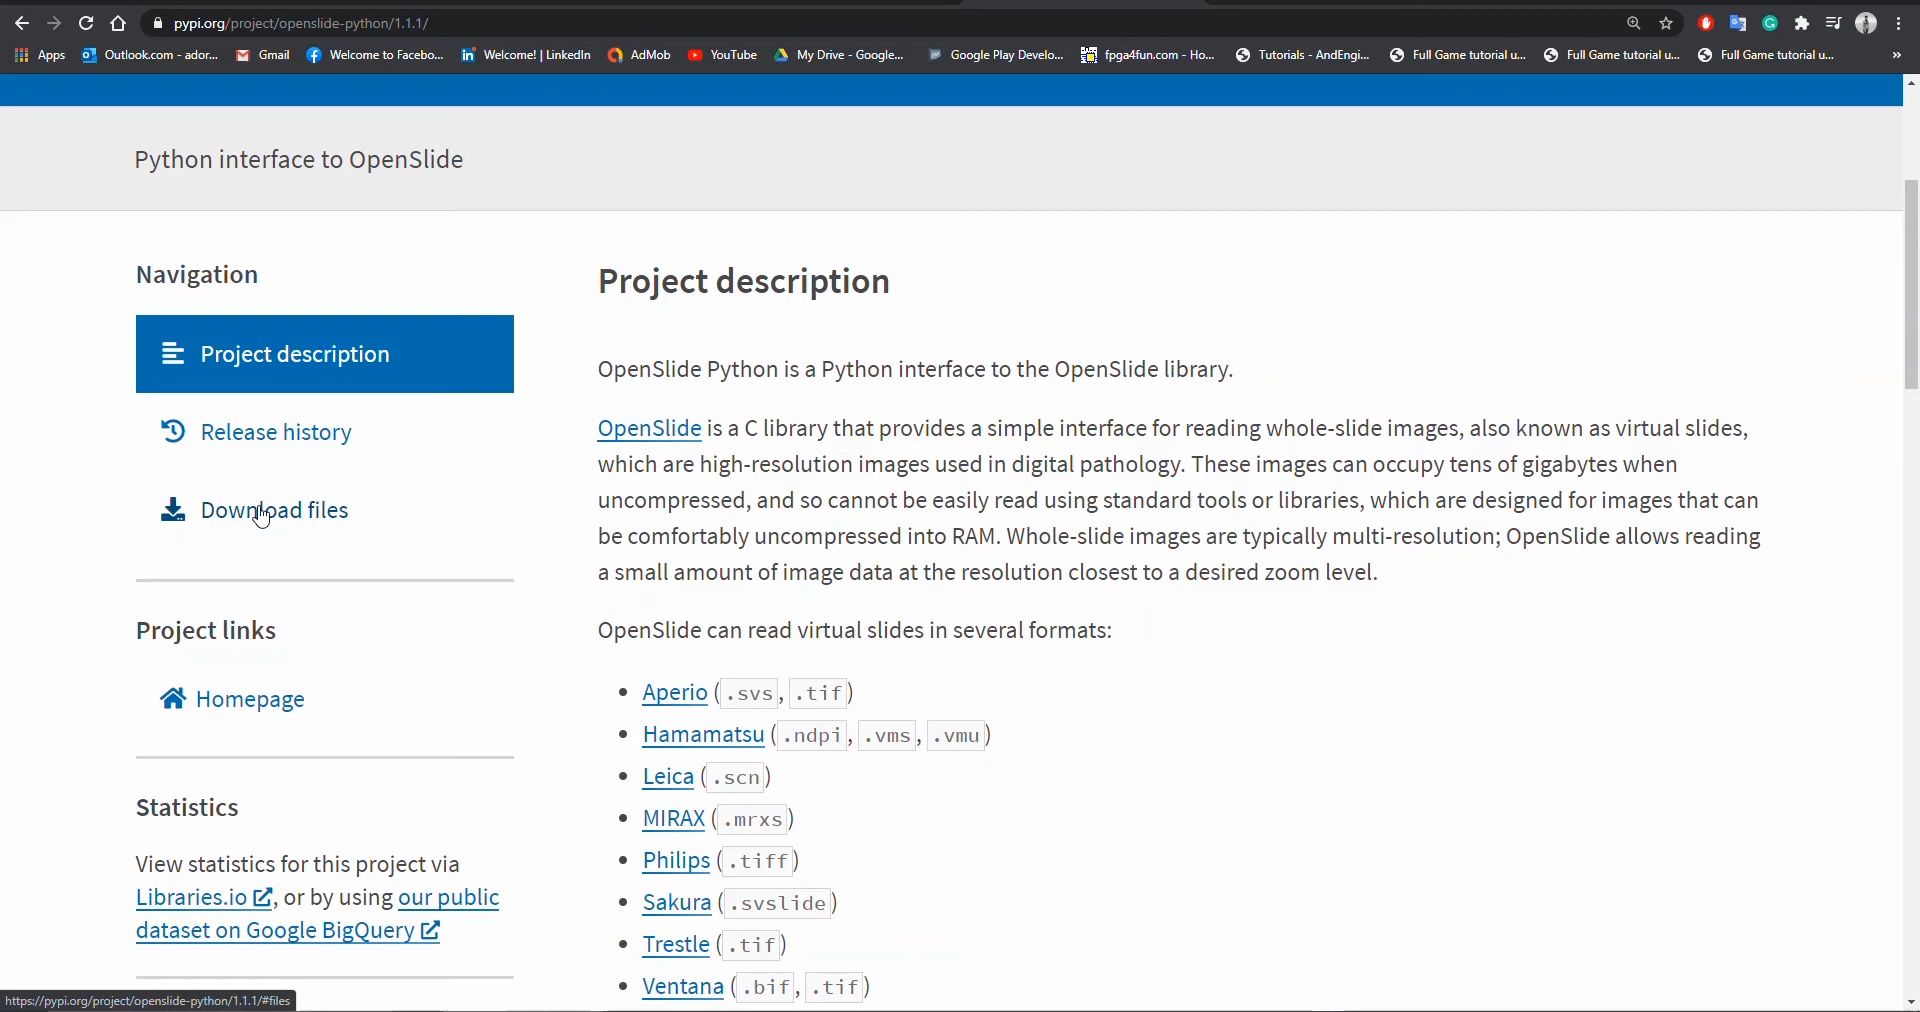 pypi.org/project/openslide-python/1.1.1/
Apps Outlook.com - ador... Gmail Welcome to Facebo... Welcome! | LinkedIn AdMob YouTube My Drive - Google... Google Play Develo... fpga4fun.com - Ho... Tutorials - AndEngi... Full Game tutorial u... Full Game tutorial u... Full Game tutorial u... »
Python interface to OpenSlide
Navigation
Project description
Release history
Download files
Project links
Homepage
Statistics
View statistics for this project via
Libraries.io, or by using our public
dataset on Google BigQuery
Project description
OpenSlide Python is a Python interface to the OpenSlide library.
OpenSlide is a C library that provides a simple interface for reading whole-slide images, also known as virtual slides,
which are high-resolution images used in digital pathology. These images can occupy tens of gigabytes when
uncompressed, and so cannot be easily read using standard tools or libraries, which are designed for images that can
be comfortably uncompressed into RAM. Whole-slide images are typically multi-resolution; OpenSlide allows reading
a small amount of image data at the resolution closest to a desired zoom level.
OpenSlide can read virtual slides in several formats:
• Aperio (.svs, .tif)
• Hamamatsu (.ndpi, .vms, .vmu)
• Leica (.scn)
• MIRAX (.mrxs)
• Philips (.tiff)
• Sakura (.svslide)
• Trestle (.tif)
• Ventana (.bif, .tif)
https://pypi.org/project/openslide-python/1.1.1/#files